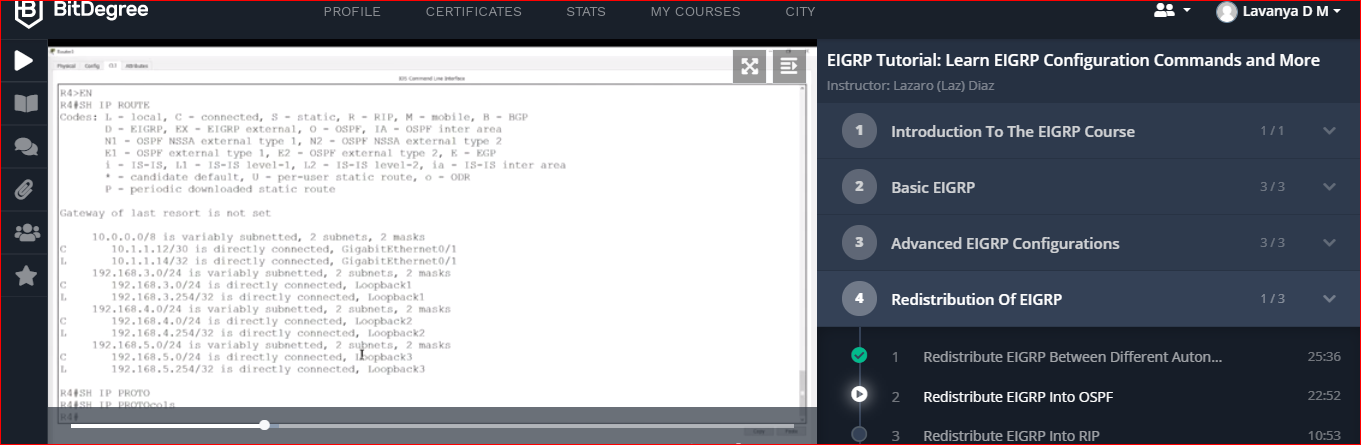 BitDegree
PROFILE CERTIFICATES STATS MY COURSES CITY
Lavanya D M
Router3
Physical Config CLI Attributes
IOS Command Line Interface
R4>EN
R4#SH IP ROUTE
Codes: L - local, C - connected, S - static, R - RIP, M - mobile, B - BGP
D - EIGRP, EX - EIGRP external, O - OSPF, IA - OSPF inter area
N1 - OSPF NSSA external type 1, N2 - OSPF NSSA external type 2
E1 - OSPF external type 1, E2 - OSPF external type 2, E - EGP
i - IS-IS, L1 - IS-IS level-1, L2 - IS-IS level-2, ia - IS-IS inter area
* - candidate default, U - per-user static route, o - ODR
P - periodic downloaded static route
Gateway of last resort is not set
10.0.0.0/8 is variably subnetted, 2 subnets, 2 masks
C 10.1.1.12/30 is directly connected, GigabitEthernet0/1
L 10.1.1.14/32 is directly connected, GigabitEthernet0/1
192.168.3.0/24 is variably subnetted, 2 subnets, 2 masks
C 192.168.3.0/24 is directly connected, Loopback1
L 192.168.3.254/32 is directly connected, Loopback1
192.168.4.0/24 is variably subnetted, 2 subnets, 2 masks
C 192.168.4.0/24 is directly connected, Loopback2
L 192.168.4.254/32 is directly connected, Loopback2
192.168.5.0/24 is variably subnetted, 2 subnets, 2 masks
C 192.168.5.0/24 is directly connected, Loopback3
L 192.168.5.254/32 is directly connected, Loopback3
R4#SH IP PROTO
R4#SH IP PROTOcols
R4#
Copy Paste
EIGRP Tutorial: Learn EIGRP Configuration Commands and More
Instructor: Lazaro (Laz) Diaz
1 Introduction To The EIGRP Course 1 / 1
2 Basic EIGRP 3 / 3
3 Advanced EIGRP Configurations 3 / 3
4 Redistribution Of EIGRP 1 / 3
1 Redistribute EIGRP Between Different Auton... 25:36
2 Redistribute EIGRP Into OSPF 22:52
3 Redistribute EIGRP Into RIP 10:53